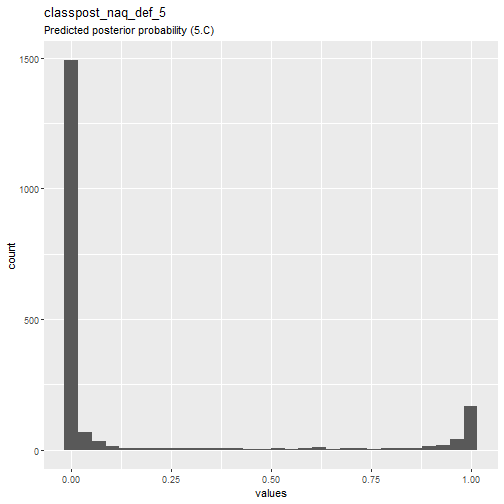 classpost_naq_def_5
Predicted posterior probability (5.C)
1500
1000
500
0
count
0.00 0.25 0.50 0.75 1.00
values